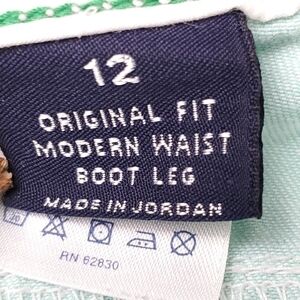 12
ORIGINAL FIT
MODERN WAIST
BOOT LEG
MADE IN JORDAN
RN 62830